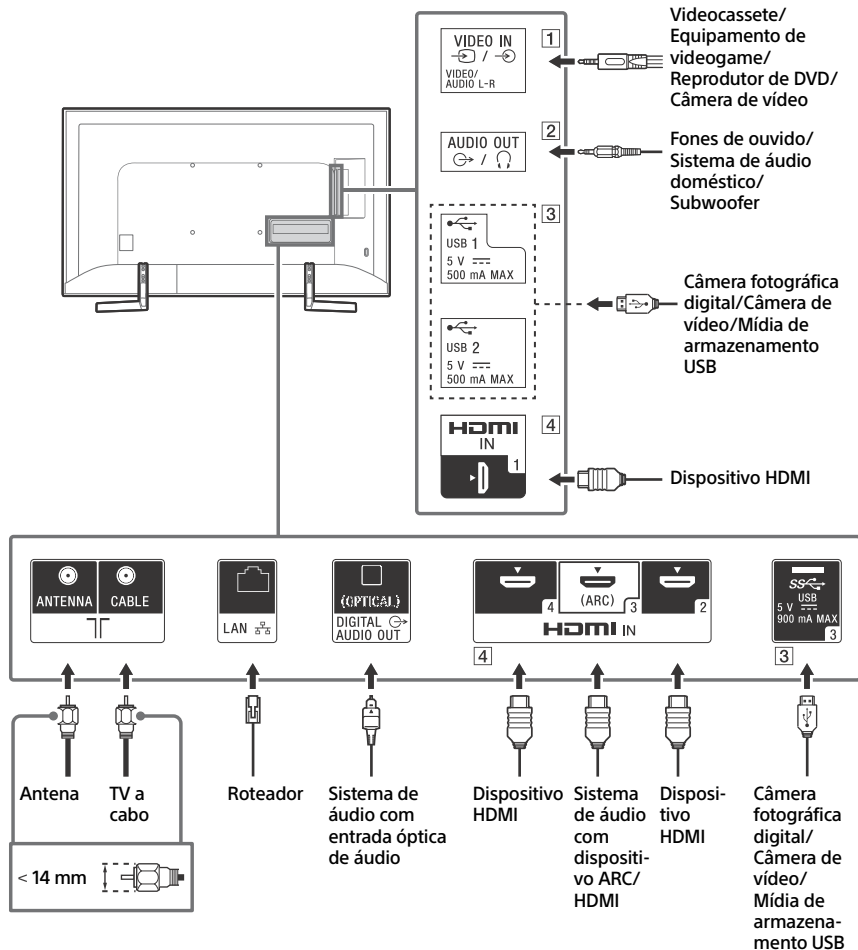 VIDEO IN
/
VIDEO/
AUDIO L-R
1
Videocassete/
Equipamento de
videogame/
Reprodutor de DVD/
Câmera de vídeo
AUDIO OUT
/
2
Fones de ouvido/
Sistema de áudio
doméstico/
Subwoofer
3
USB 1
5 V
500 mA MAX
USB 2
5 V
500 mA MAX
Câmera fotográfica
digital/Câmera de
vídeo/Mídia de
armazenamento
USB
HDMI
IN
1
4
Dispositivo HDMI
ANTENNA
CABLE
LAN
(OPTICAL)
DIGITAL
AUDIO OUT
4
(ARC)
3
2
HDMI IN
4
SS
USB
5 V
900 mA MAX
3
3
Antena
TV a
cabo
Roteador
Sistema de
áudio com
entrada óptica
de áudio
Dispositivo
HDMI
Sistema
de áudio
com
dispositi-
vo ARC/
HDMI
Disposi-
tivo
HDMI
Câmera
fotográfica
digital/
Câmera de
vídeo/
Mídia de
armazena-
mento USB
< 14 mm